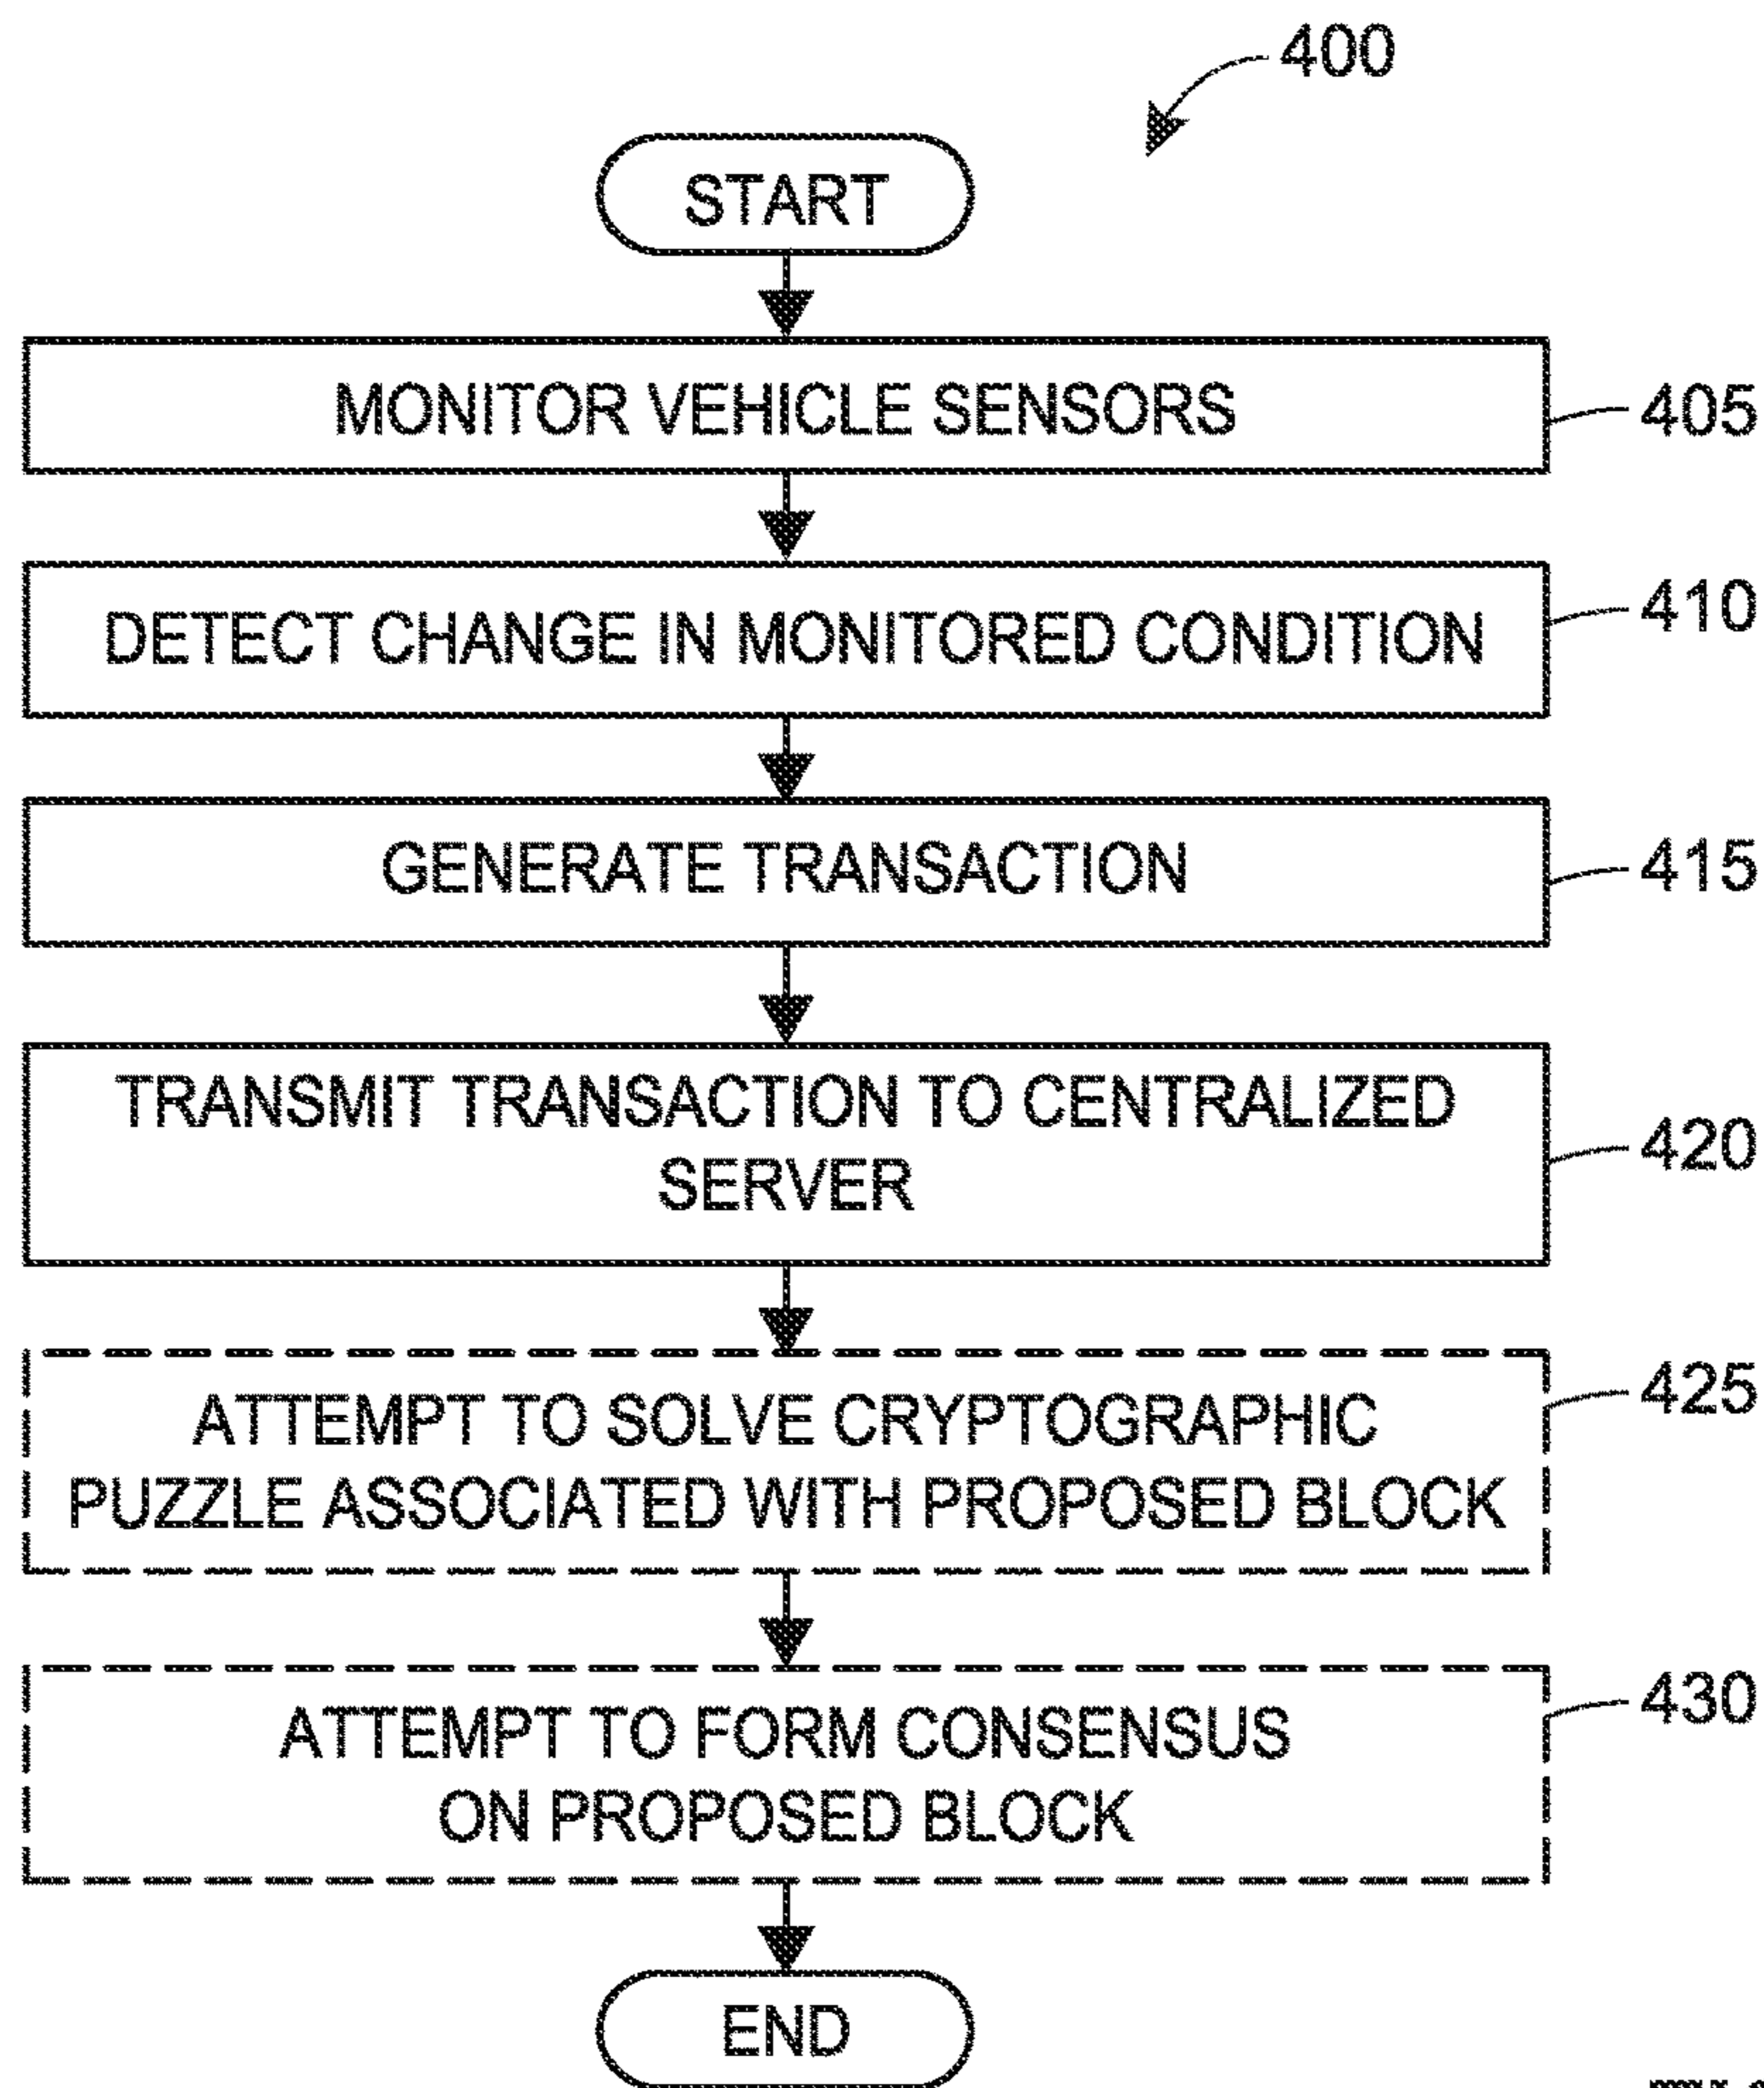 400
START
MONITOR VEHICLE SENSORS
405
DETECT CHANGE IN MONITORED CONDITION
410
GENERATE TRANSACTION
415
TRANSMIT TRANSACTION TO CENTRALIZED
SERVER
420
ATTEMPT TO SOLVE CRYPTOGRAPHIC
PUZZLE ASSOCIATED WITH PROPOSED BLOCK
425
ATTEMPT TO FORM CONSENSUS
ON PROPOSED BLOCK
430
END